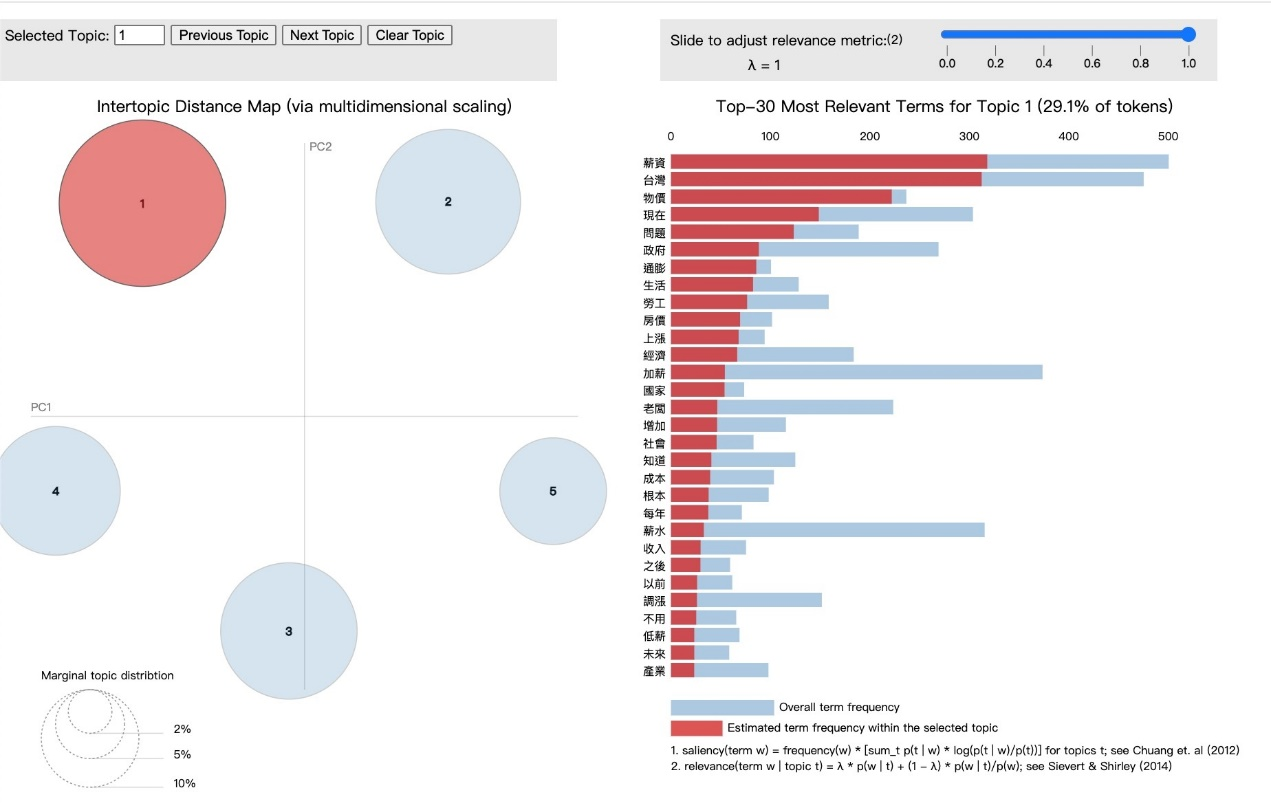 Selected Topic: 1 Previous Topic Next Topic Clear Topic
Slide to adjust relevance metric:(2)
λ = 1
0.0 0.2 0.4 0.6 0.8 1.0
Intertopic Distance Map (via multidimensional scaling)
PC2
PC1
1
2
4
5
3
Marginal topic distribtion
2%
5%
10%
Top-30 Most Relevant Terms for Topic 1 (29.1% of tokens)
0 100 200 300 400 500
薪資
台灣
物價
現在
問題
政府
通膨
生活
勞工
房價
上漲
經濟
加薪
國家
老闆
增加
社會
知道
成本
根本
每年
薪水
收入
之後
以前
調漲
不用
低薪
未來
產業
Overall term frequency
Estimated term frequency within the selected topic
1. saliency(term w) = frequency(w) * [sum_t p(t | w) * log(p(t | w)/p(t))] for topics t; see Chuang et. al (2012)
2. relevance(term w | topic t) = λ * p(w | t) + (1 - λ) * p(w | t)/p(w); see Sievert & Shirley (2014)